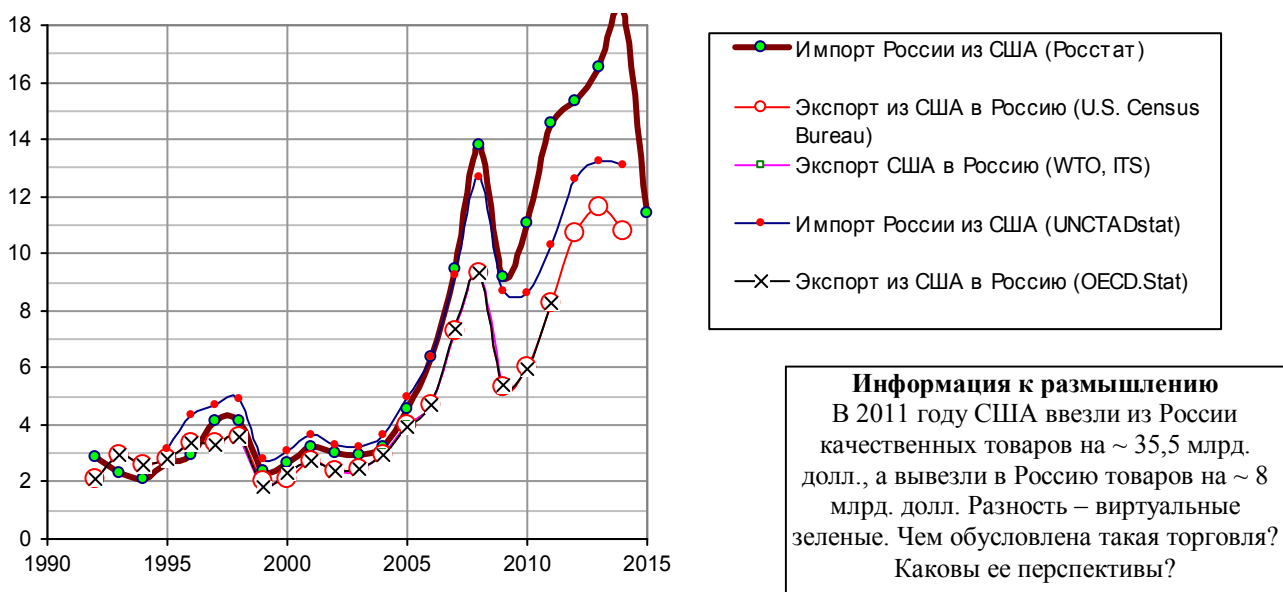 18
16
14
12
10
8
6
4
2
0
1990 1995 2000 2005 2010 2015
Импорт России из США (Росстат)
Экспорт из США в Россию (U.S. Census
Bureau)
Экспорт США в Россию (WTO, ITS)
Импорт России из США (UNCTADstat)
Экспорт из США в Россию (OECD.Stat)
Информация к размышлению
В 2011 году США ввезли из России
качественных товаров на ~ 35,5 млрд.
долл., а вывезли в Россию товаров на ~ 8
млрд. долл. Разность – виртуальные
зеленые. Чем обусловлена такая торговля?
Каковы ее перспективы?